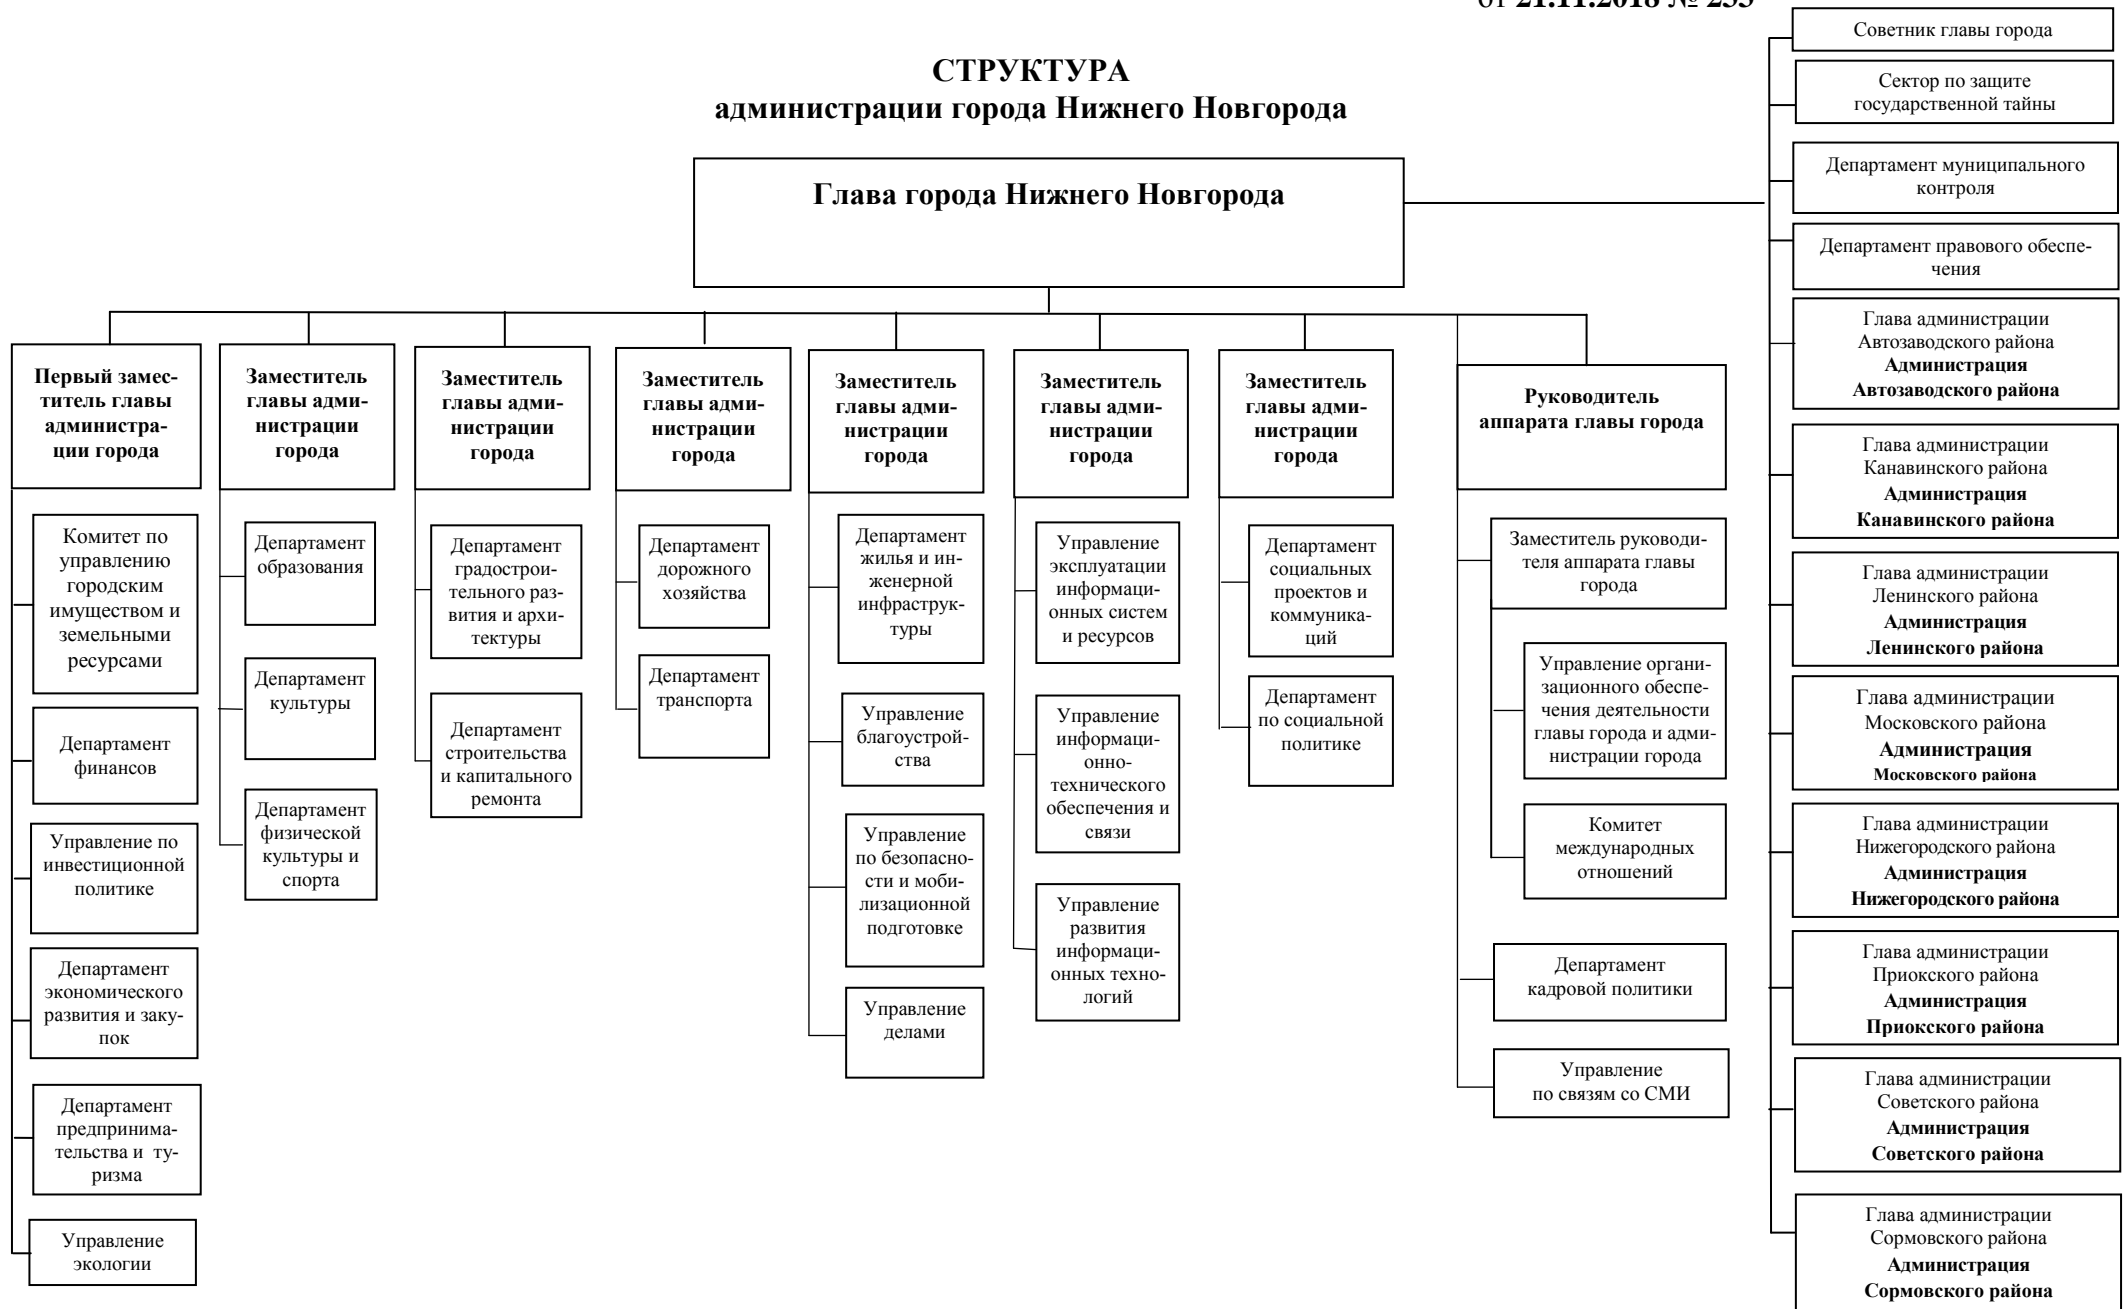 от 21.11.2018 № 233
СТРУКТУРА
администрации города Нижнего Новгорода
Глава города Нижнего Новгорода
Первый замес-
титель главы
администра-
ции города
Комитет по
управлению
городским
имуществом и
земельными
ресурсами
Департамент
финансов
Управление по
инвестиционной
политике
Департамент
экономического
развития и заку-
пок
Департамент
предпринима-
тельства и ту-
ризма
Управление
экологии
Заместитель
главы адми-
нистрации
города
Департамент
образования
Департамент
культуры
Департамент
физической
культуры и
спорта
Заместитель
главы адми-
нистрации
города
Департамент
градострои-
тельного раз-
вития и архи-
тектуры
Департамент
строительства
и капитального
ремонта
Заместитель
главы адми-
нистрации
города
Департамент
дорожного
хозяйства
Департамент
транспорта
Заместитель
главы адми-
нистрации
города
Департамент
жилья и ин-
женерной
инфраструк-
туры
Управление
благоустрой-
ства
Управление
по безопасно-
сти и моби-
лизационной
подготовке
Управление
делами
Заместитель
главы адми-
нистрации
города
Управление
эксплуатации
информаци-
онных систем
и ресурсов
Управление
информаци-
онно-
технического
обеспечения и
связи
Управление
развития
информаци-
онных техно-
логий
Заместитель
главы адми-
нистрации
города
Департамент
социальных
проектов и
коммуника-
ций
Департамент
по социальной
политике
Руководитель
аппарата главы города
Заместитель руководи-
теля аппарата главы
города
Управление органи-
зационного обеспе-
чения деятельности
главы города и адми-
нистрации города
Комитет
международных
отношений
Департамент
кадровой политики
Управление
по связям со СМИ
Советник главы города
Сектор по защите
государственной тайны
Департамент муниципального
контроля
Департамент правового обеспе-
чения
Глава администрации
Автозаводского района
Администрация
Автозаводского района
Глава администрации
Канавинского района
Администрация
Канавинского района
Глава администрации
Ленинского района
Администрация
Ленинского района
Глава администрации
Московского района
Администрация
Московского района
Глава администрации
Нижегородского района
Администрация
Нижегородского района
Глава администрации
Приокского района
Администрация
Приокского района
Глава администрации
Советского района
Администрация
Советского района
Глава администрации
Сормовского района
Администрация
Сормовского района